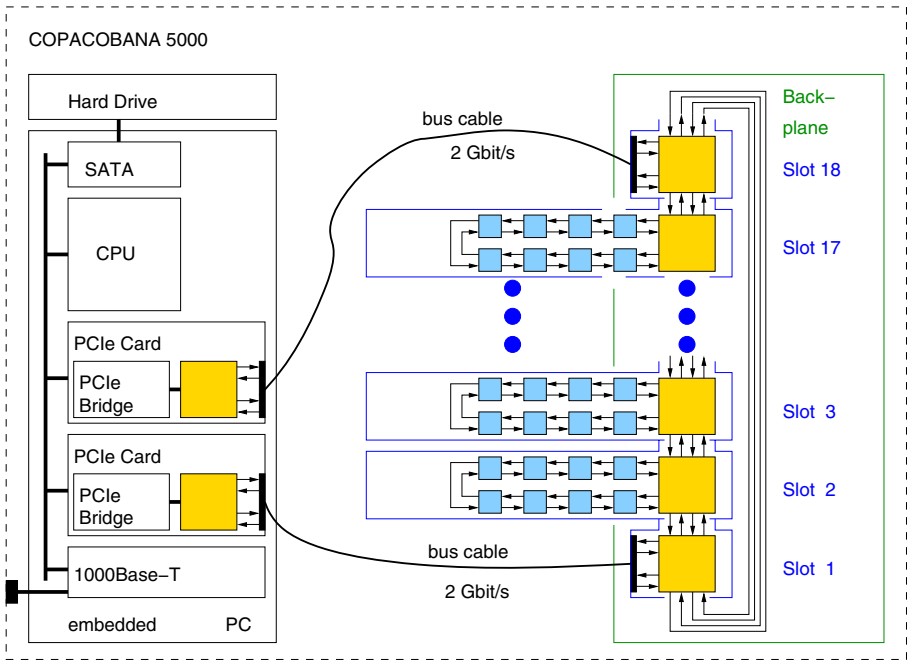 COPACOBANA 5000
Hard Drive
SATA
CPU
PCIe Card
PCIe
Bridge
PCIe Card
PCIe
Bridge
1000Base−T
embedded PC
bus cable
2 Gbit/s
bus cable
2 Gbit/s
Back−
plane
Slot 18
Slot 17
Slot 3
Slot 2
Slot 1